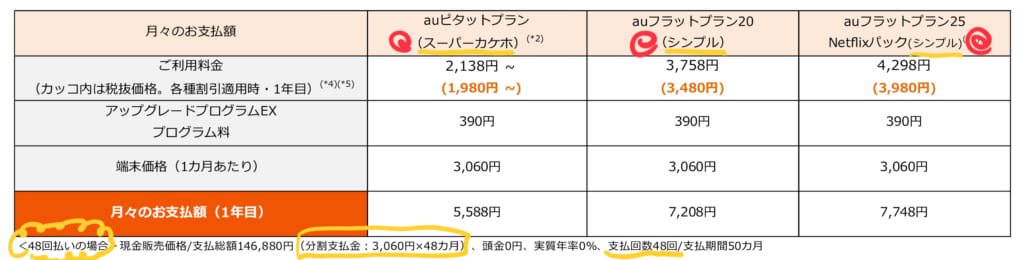 月々のお支払額
auピタットプラン
(スーパーカケホ)(*2)
auフラットプラン20
(シンプル)
auフラットプラン25
Netflixパック(シンプル)
ご利用料金
(カッコ内は税抜価格。各種割引適用時・1年目)(*4)(*5)
2,138円 ~
(1,980円 ~)
3,758円
(3,480円)
4,298円
(3,980円)
アップグレードプログラムEX
プログラム料
390円
390円
390円
端末価格(1カ月あたり)
3,060円
3,060円
3,060円
月々のお支払額(1年目)
5,588円
7,208円
7,748円
<48回払いの場合> 現金販売価格/支払総額146,880円(分割支払金:3,060円×48カ月)、頭金0円、実質年率0%、支払回数48回/支払期間50カ月